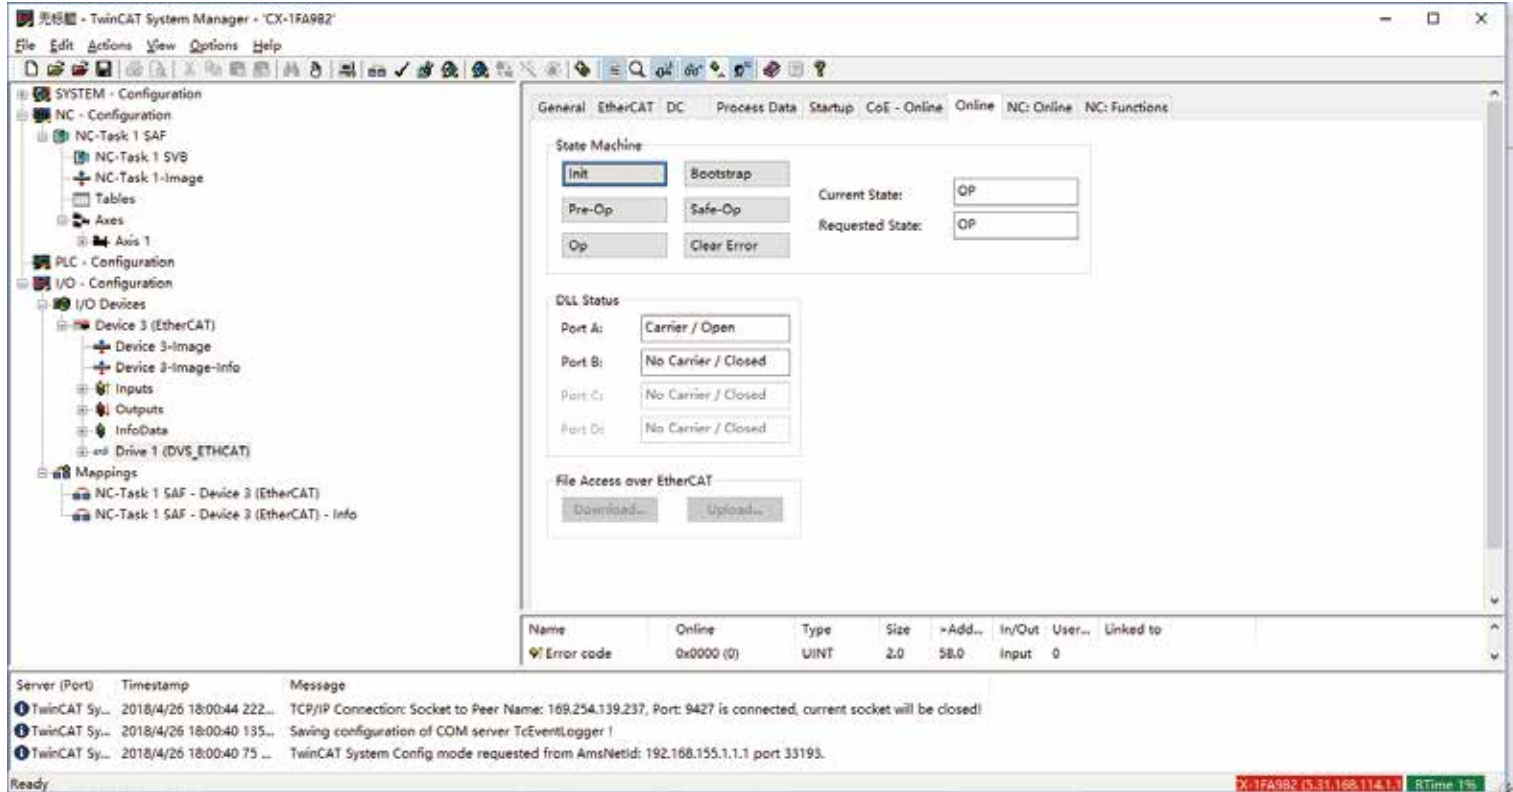 无标题 - TwinCAT System Manager - 'CX-1FA9B2'
File Edit Actions View Options Help
SYSTEM - Configuration
NC - Configuration
NC-Task 1 SAF
NC-Task 1 SVB
NC-Task 1-Image
Tables
Axes
Axis 1
PLC - Configuration
I/O - Configuration
I/O Devices
Device 3 (EtherCAT)
Device 3-Image
Device 3-Image-Info
Inputs
Outputs
InfoData
Drive 1 (DVS_ETHCAT)
Mappings
NC-Task 1 SAF - Device 3 (EtherCAT)
NC-Task 1 SAF - Device 3 (EtherCAT) - Info
General EtherCAT DC Process Data Startup CoE - Online Online NC: Online NC: Functions
State Machine
Init Bootstrap
Pre-Op Safe-Op
Op Clear Error
Current State: OP
Requested State: OP
DLL Status
Port A: Carrier / Open
Port B: No Carrier / Closed
Port C: No Carrier / Closed
Port D: No Carrier / Closed
File Access over EtherCAT
Download... Upload...
Name Online Type Size >Add... In/Out User... Linked to
Error code 0x0000 (0) UINT 2.0 58.0 Input 0
Server (Port) Timestamp Message
TwinCAT Sy... 2018/4/26 18:00:44 222... TCP/IP Connection: Socket to Peer Name: 169.254.139.237, Port: 9427 is connected, current socket will be closed!
TwinCAT Sy... 2018/4/26 18:00:40 135... Saving configuration of COM server TcEventLogger !
TwinCAT Sy... 2018/4/26 18:00:40 75 ... TwinCAT System Config mode requested from AmsNetId: 192.168.155.1.1.1 port 33193.
Ready
CX-1FA9B2 (5.31.168.114.1.1 RTime 1%